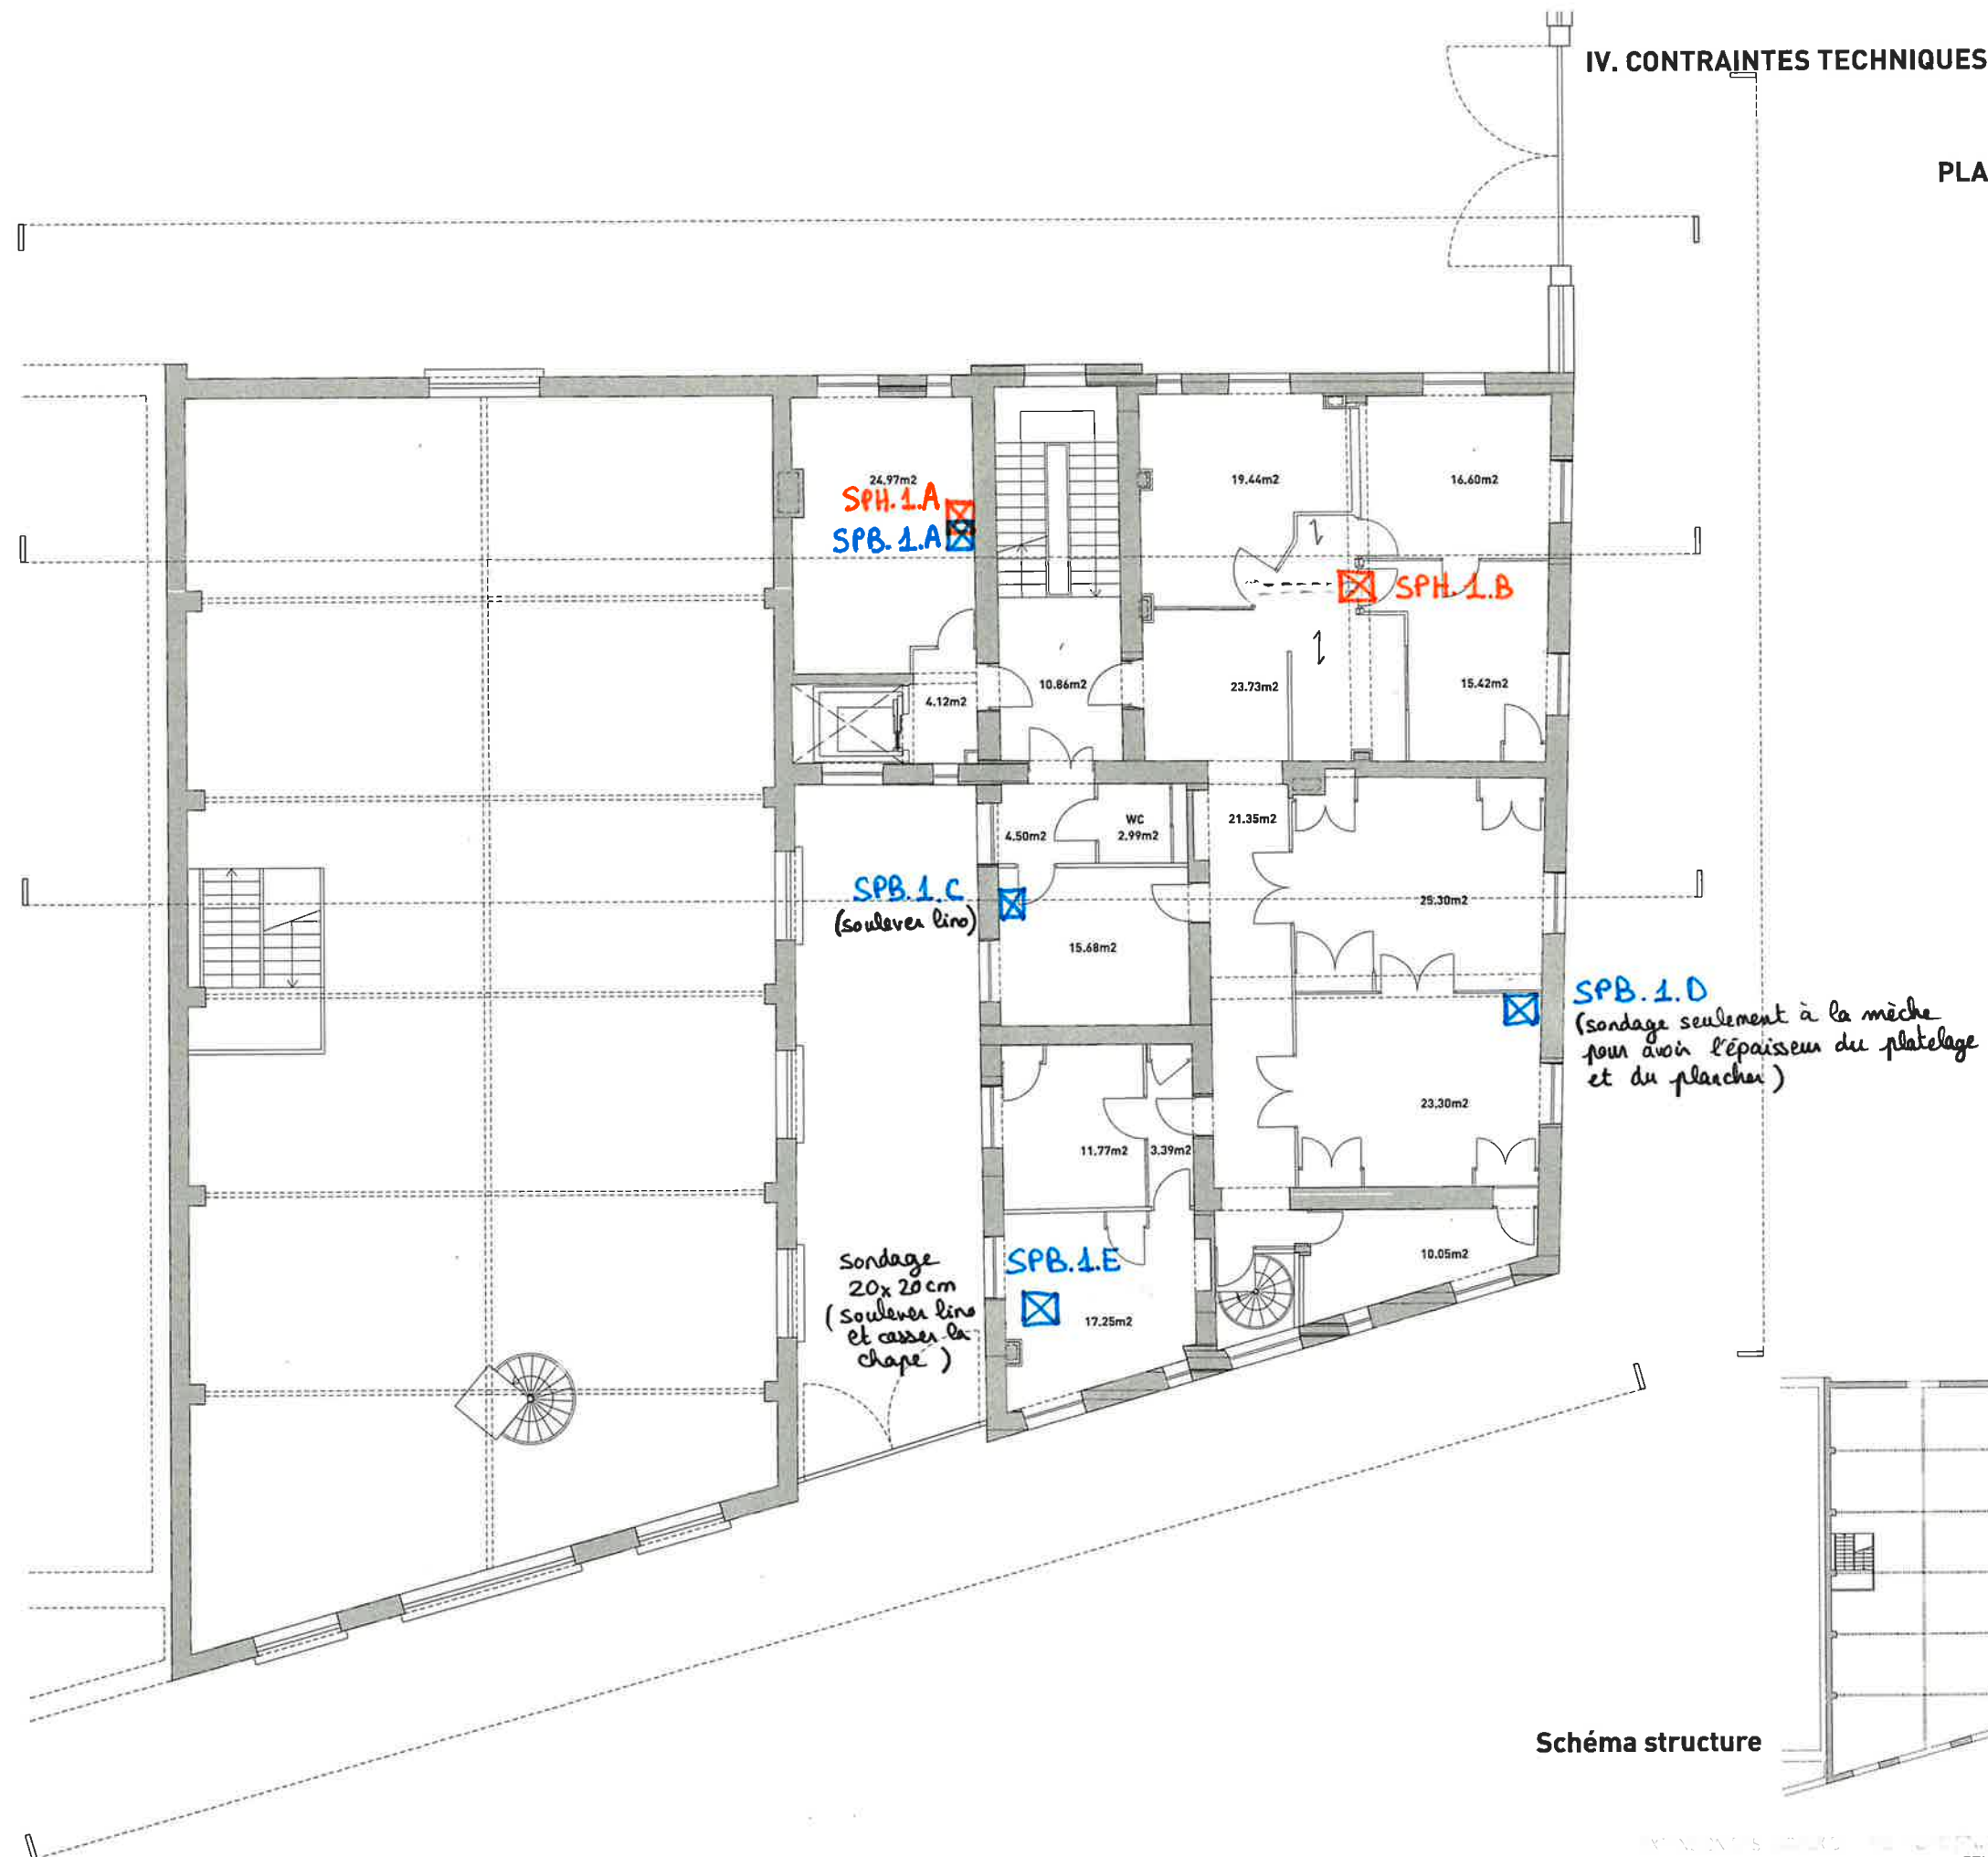 IV. CONTRAINTES TECHNIQUES
PLA
24.97m2
SPH.1.A
SPB.1.A
19.44m2
16.60m2
SPH.1.B
4.12m2
10.86m2
23.73m2
15.42m2
4.50m2
WC
2.99m2
21.35m2
SPB.1.C
(soulever lino)
15.68m2
25.30m2
SPB.1.D
(sondage seulement à la mèche
pour avoir l'épaisseur du platelage
et du plancher)
11.77m2
3.39m2
23.30m2
sondage
20x20cm
(soulever lino
et casser la
chape)
SPB.1.E
17.25m2
10.05m2
Schéma structure